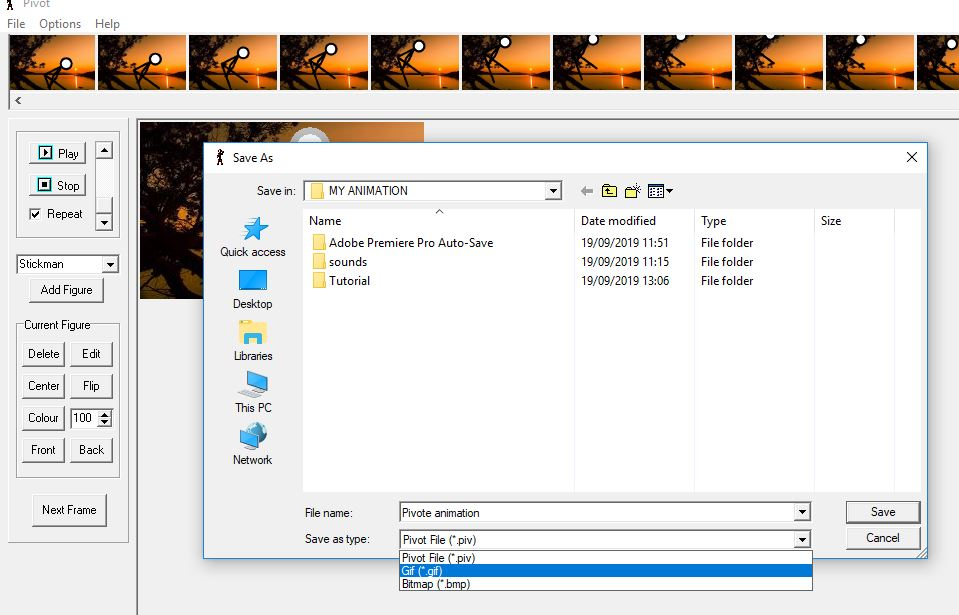 Pivot
File Options Help
Play
Stop
Repeat
Stickman
Add Figure
Current Figure
Delete Edit
Center Flip
Colour 100
Front Back
Next Frame
Save As
Save in: MY ANIMATION
Name Date modified Type Size
Adobe Premiere Pro Auto-Save 19/09/2019 11:51 File folder
sounds 19/09/2019 11:15 File folder
Tutorial 19/09/2019 13:06 File folder
Quick access
Desktop
Libraries
This PC
Network
File name: Pivote animation Save
Save as type: Pivot File (*.piv) Cancel
Pivot File (*.piv)
Gif (*.gif)
Bitmap (*.bmp)